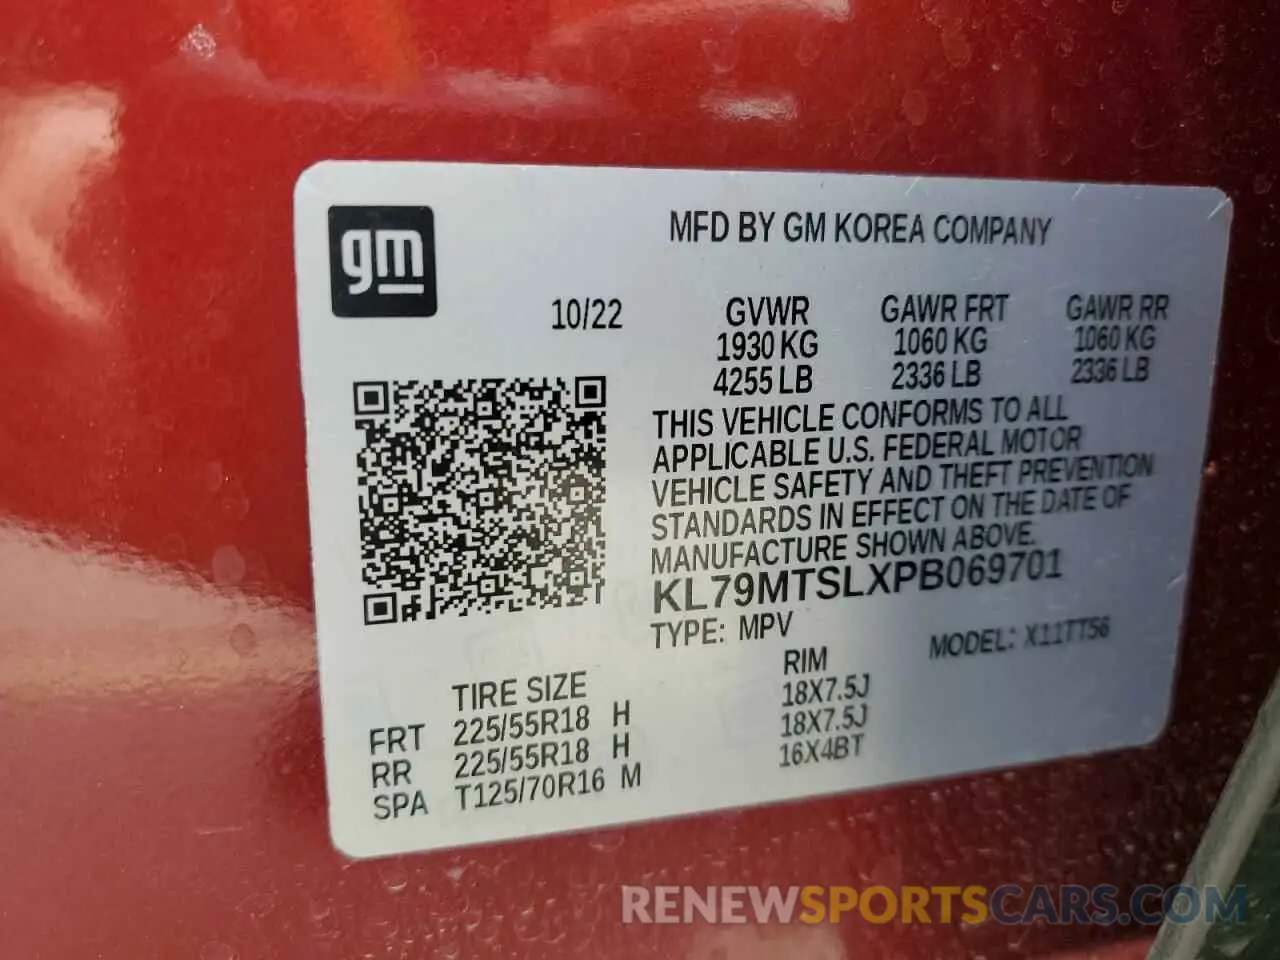 gm
MFD BY GM KOREA COMPANY
10/22
GVWR GAWR FRT GAWR RR
1930 KG 1060 KG 1060 KG
4255 LB 2336 LB 2336 LB
THIS VEHICLE CONFORMS TO ALL
APPLICABLE U.S. FEDERAL MOTOR
VEHICLE SAFETY AND THEFT PREVENTION
STANDARDS IN EFFECT ON THE DATE OF
MANUFACTURE SHOWN ABOVE.
KL79MTSLXPB069701
TYPE: MPV MODEL: X11TT56
TIRE SIZE RIM
FRT 225/55R18 H 18X7.5J
RR 225/55R18 H 18X7.5J
SPA T125/70R16 M 16X4BT
RENEWSPORTSCARS.COM